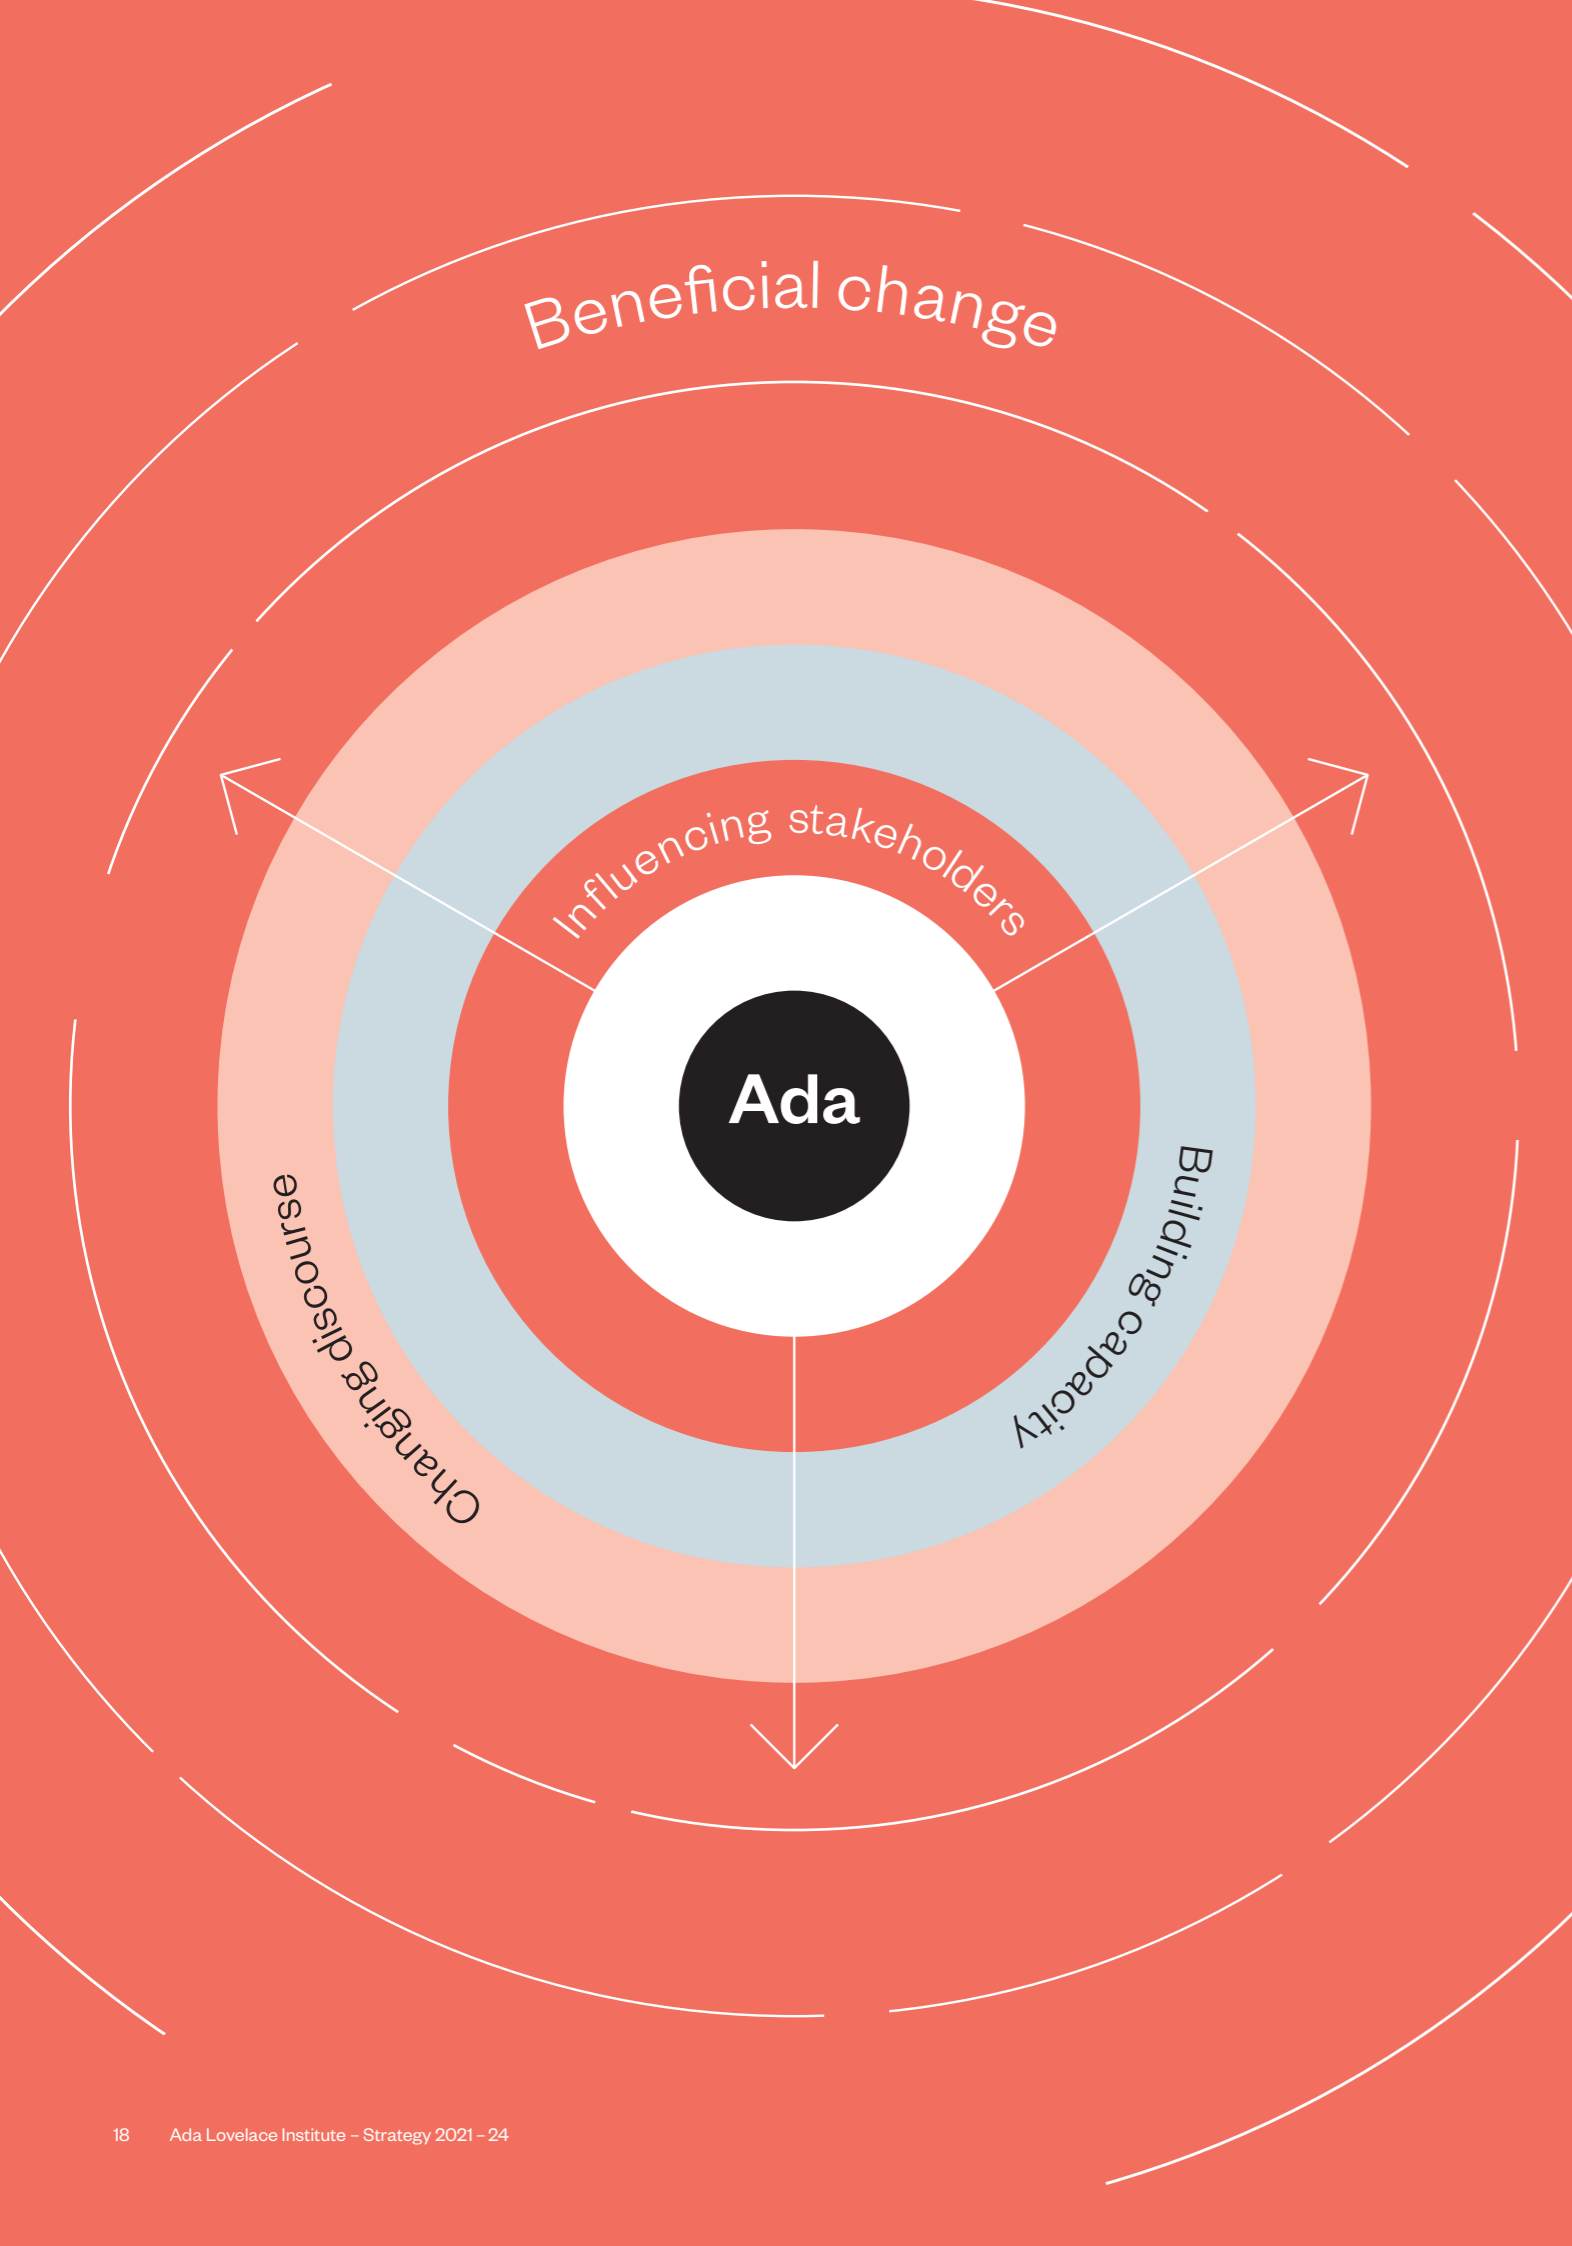 Beneficial change
Influencing stakeholders
Ada
Building capacity
Changing discourse
18 Ada Lovelace Institute – Strategy 2021 – 24